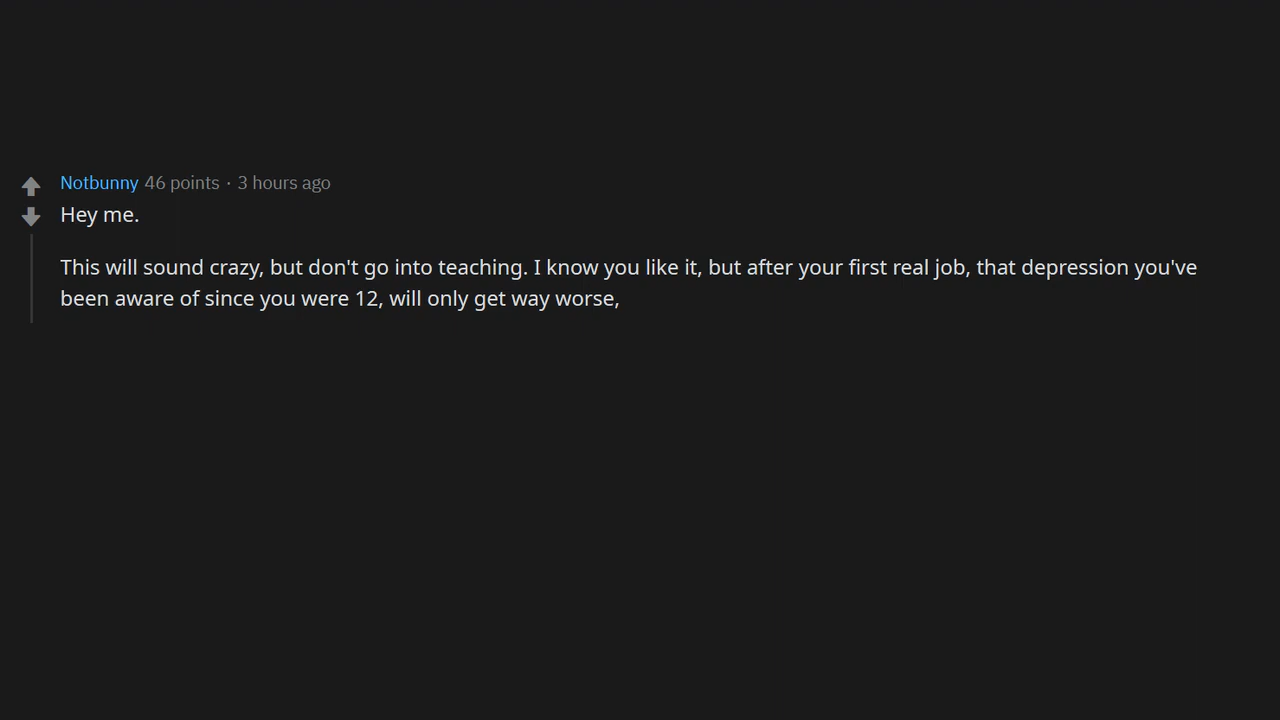 Notbunny 46 points · 3 hours ago
Hey me.
This will sound crazy, but don't go into teaching. I know you like it, but after your first real job, that depression you've
been aware of since you were 12, will only get way worse,